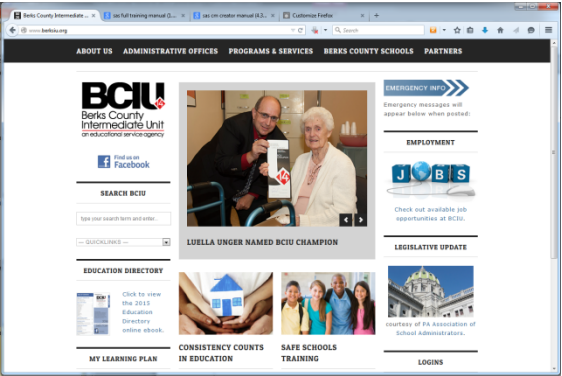 Berks County Intermediate ...
sas full training manual (1....
sas cm creator manual (4.3...
Customize Firefox
www.berksiu.org
Search
ABOUT US ADMINISTRATIVE OFFICES PROGRAMS & SERVICES BERKS COUNTY SCHOOLS PARTNERS
BCIU
14
Berks County
Intermediate Unit
an educational service agency
Find us on
Facebook
SEARCH BCIU
type your search term and enter...
-- QUICKLINKS --
EDUCATION DIRECTORY
Click to view
the 2015
Education
Directory
online ebook.
MY LEARNING PLAN
14
LUELLA UNGER NAMED BCIU CHAMPION
CONSISTENCY COUNTS
IN EDUCATION
SAFE SCHOOLS
TRAINING
EMERGENCY INFO
Emergency messages will
appear below when posted:
EMPLOYMENT
JOBS
Check out available job
opportunities at BCIU.
LEGISLATIVE UPDATE
courtesy of PA Association of
School Administrators.
LOGINS